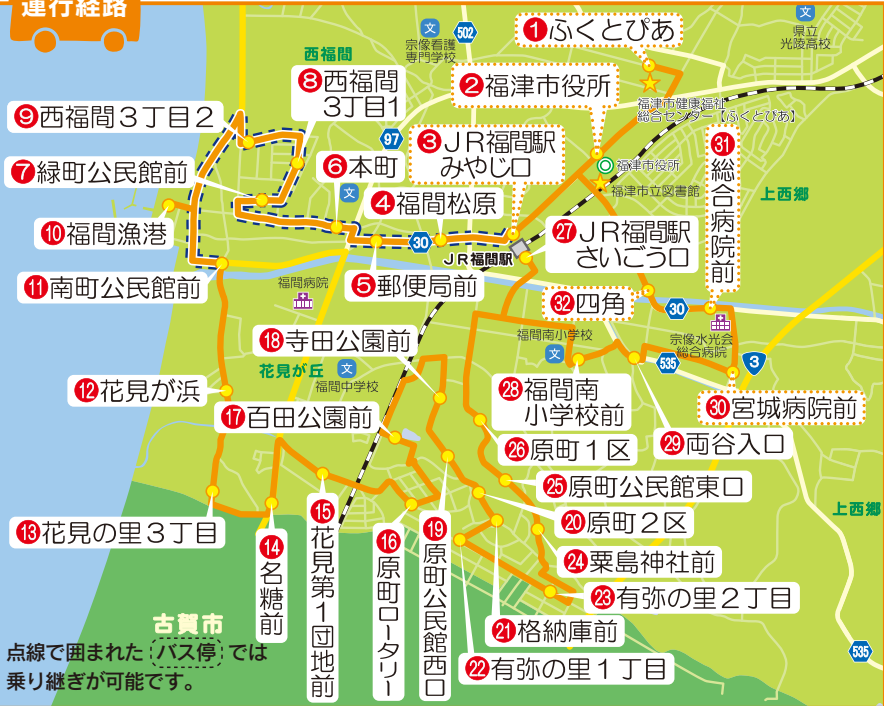 運行経路
❶ふくとぴあ
文
県立
光陵高校
文
宗像看護
専門学校
502
西福間
❽西福間
3丁目1
❷福津市役所
福津市健康福祉
総合センター【ふくとぴあ】
❾西福間3丁目2
97
❸JR福間駅
みやじ口
㉛総合病院前
福津市役所
❼緑町公民館前
❻本町
文
福津市立図書館
上西郷
❹福間松原
❿福間漁港
30
㉗JR福間駅
さいごう口
JR福間駅
⓫南町公民館前
福間病院
❺郵便局前
㉜四角
30
⓲寺田公園前
福間南小学校
文
宗像水光会
総合病院
535
3
花見が丘
文
福間中学校
⓬花見が浜
㉘福間南
小学校前
㉚宮城病院前
⓱百田公園前
㉖原町1区
㉙両谷入口
㉕原町公民館東口
⓭花見の里3丁目
⓮名糖前
⓯花見第1団地前
⓰原町ロータリー
⓳原町公民館西口
⓴原町2区
上西郷
㉔粟島神社前
㉓有弥の里2丁目
㉑格納庫前
㉒有弥の里1丁目
535
古賀市
点線で囲まれた バス停 では
乗り継ぎが可能です。